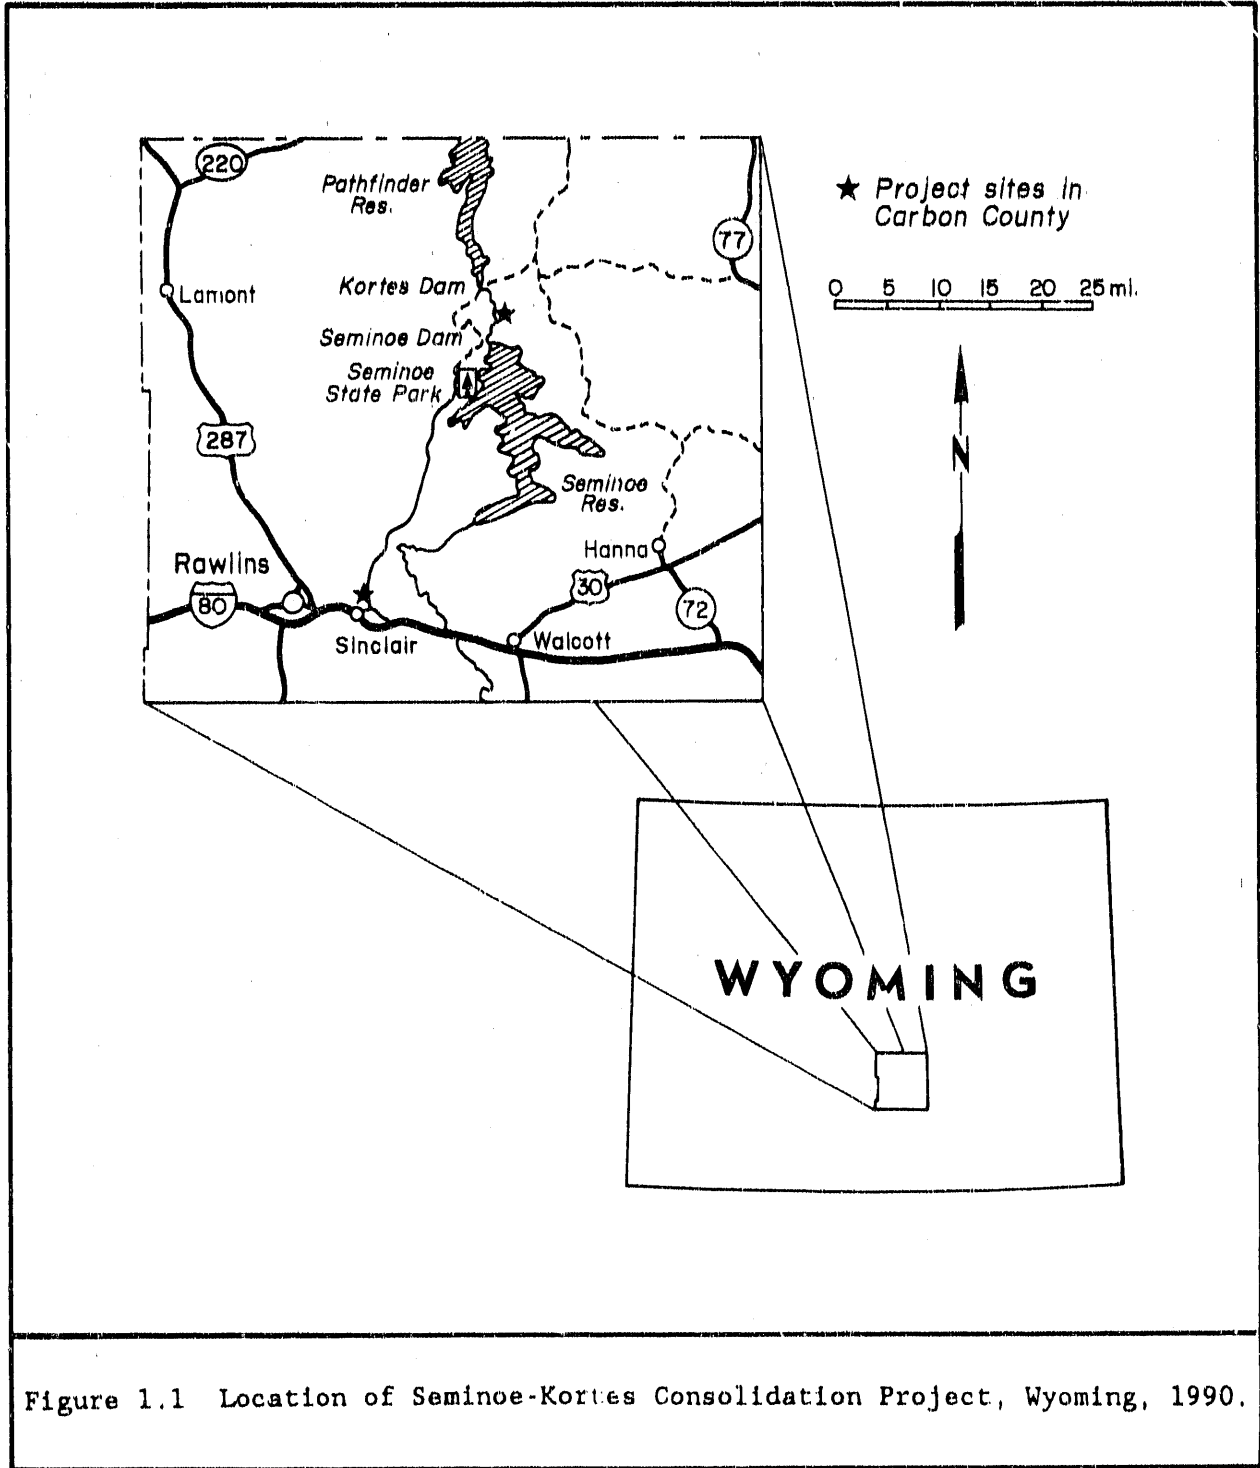 220
Pathfinder
Res.
★ Project sites in
Carbon County
77
0 5 10 15 20 25 mi.
Kortes Dam
Lamont
Seminoe Dam
Seminoe
State Park
287
N
Seminoe
Res.
Hanna
Rawlins
30
80
72
Sinclair
Walcott
WYOMING
Figure 1.1 Location of Seminoe-Kortes Consolidation Project, Wyoming, 1990.